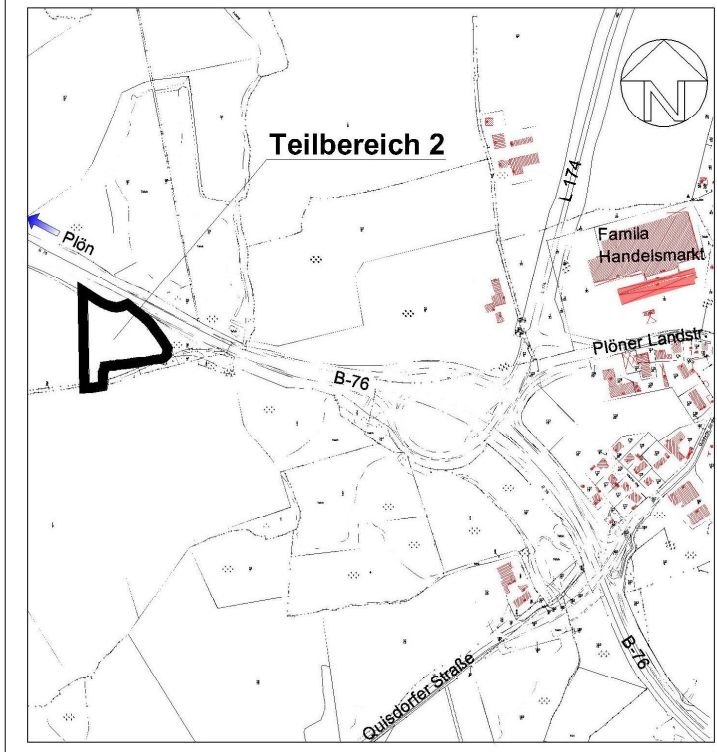 Teilbereich 2
N
L 174
Famila
Handelsmarkt
Plön
Plöner Landstr.
B-76
Quisdorfer Straße
B-76